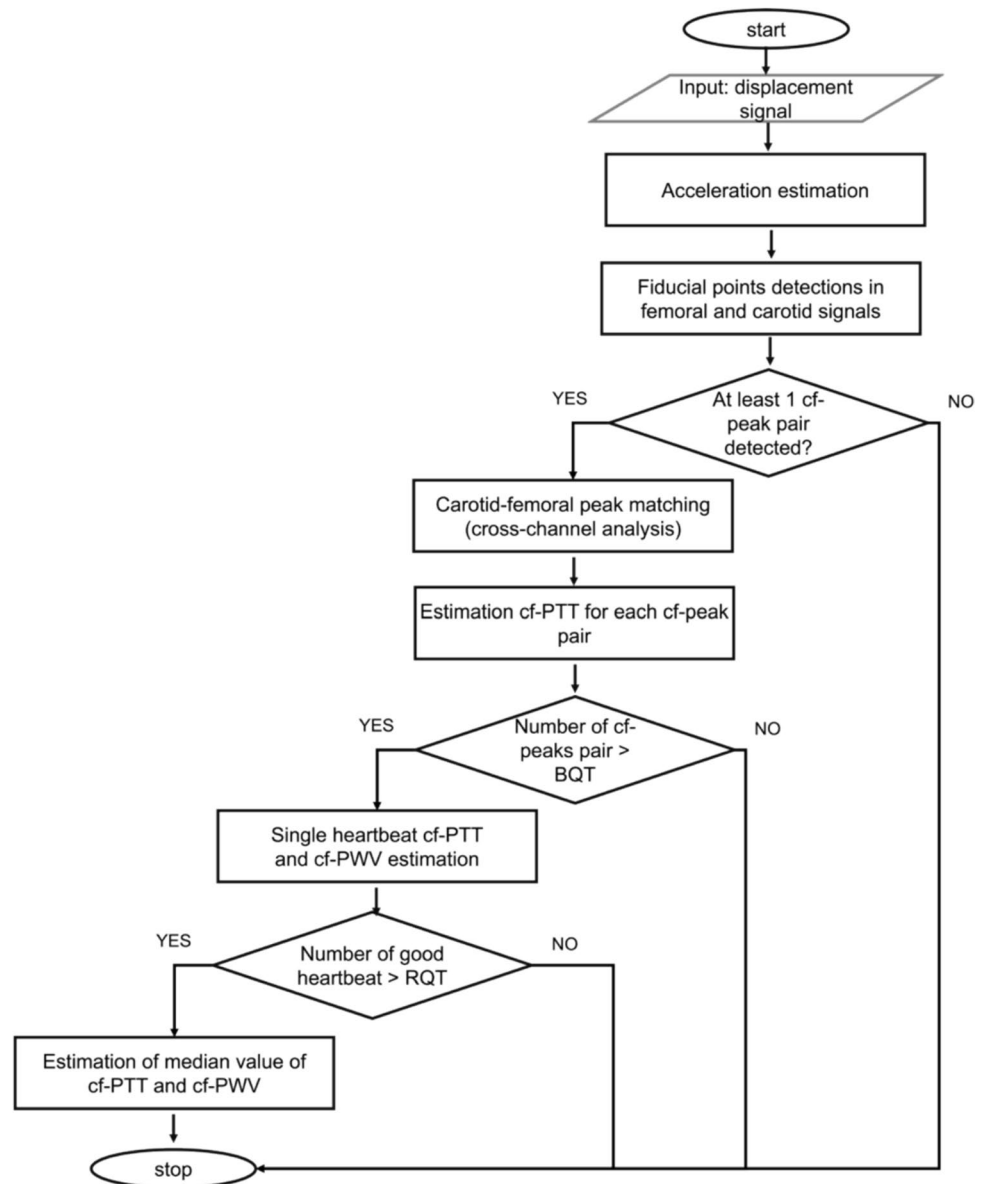 start
Input: displacement
signal
Acceleration estimation
Fiducial points detections in
femoral and carotid signals
At least 1 cf-
peak pair
detected?
YES
NO
Carotid-femoral peak matching
(cross-channel analysis)
Estimation cf-PTT for each cf-peak
pair
Number of cf-
peaks pair >
BQT
YES
NO
Single heartbeat cf-PTT
and cf-PWV estimation
Number of good
heartbeat > RQT
YES
NO
Estimation of median value of
cf-PTT and cf-PWV
stop